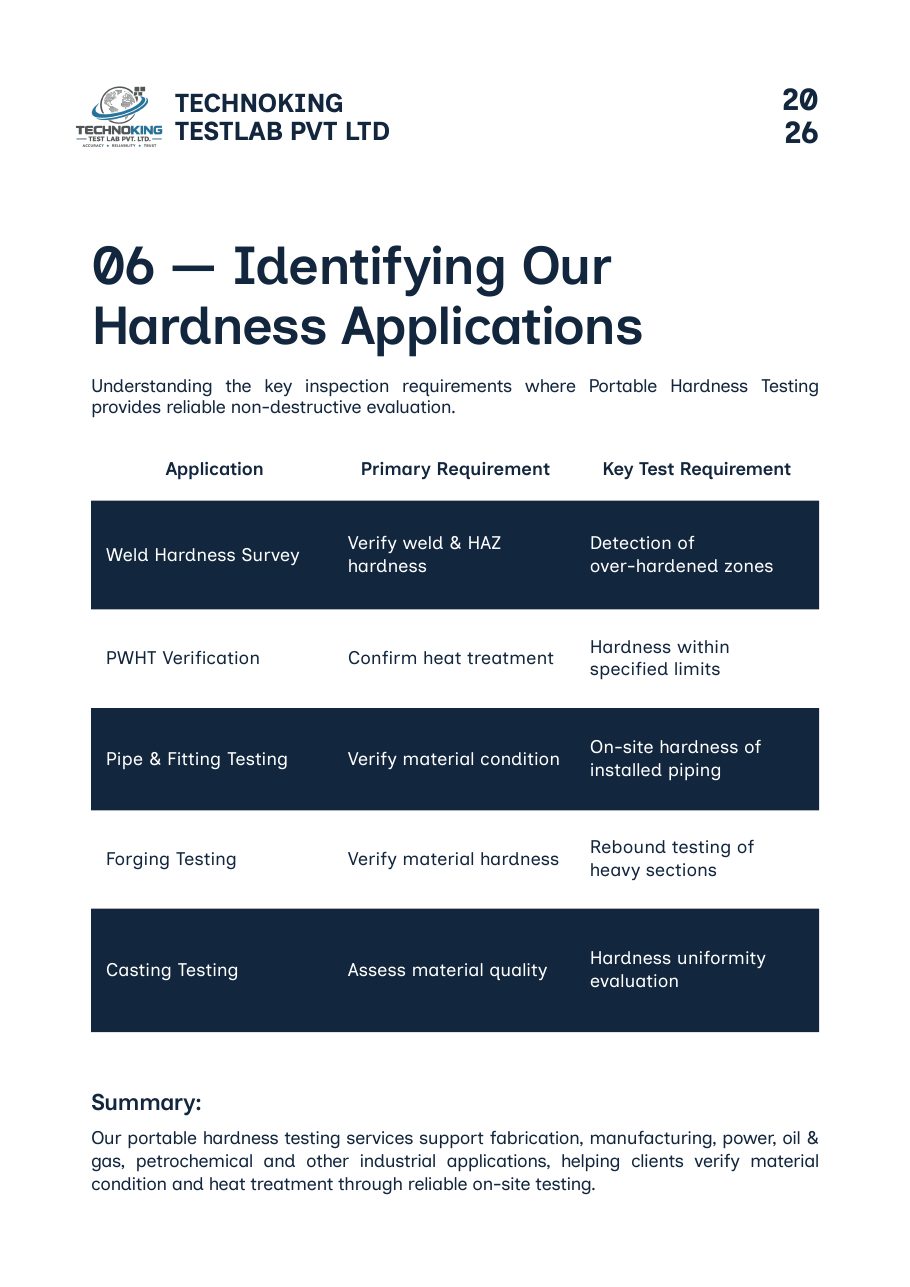 TECHNOKING
TEST LAB PVT. LTD.
ACCURACY • RELIABILITY • TRUST
TECHNOKING
TESTLAB PVT LTD
20
26
06 — Identifying Our
Hardness Applications
Understanding the key inspection requirements where Portable Hardness Testing
provides reliable non-destructive evaluation.
Application Primary Requirement Key Test Requirement
Weld Hardness Survey
Verify weld & HAZ
hardness
Detection of
over-hardened zones
PWHT Verification
Confirm heat treatment
Hardness within
specified limits
Pipe & Fitting Testing
Verify material condition
On-site hardness of
installed piping
Forging Testing
Verify material hardness
Rebound testing of
heavy sections
Casting Testing
Assess material quality
Hardness uniformity
evaluation
Summary:
Our portable hardness testing services support fabrication, manufacturing, power, oil &
gas, petrochemical and other industrial applications, helping clients verify material
condition and heat treatment through reliable on-site testing.